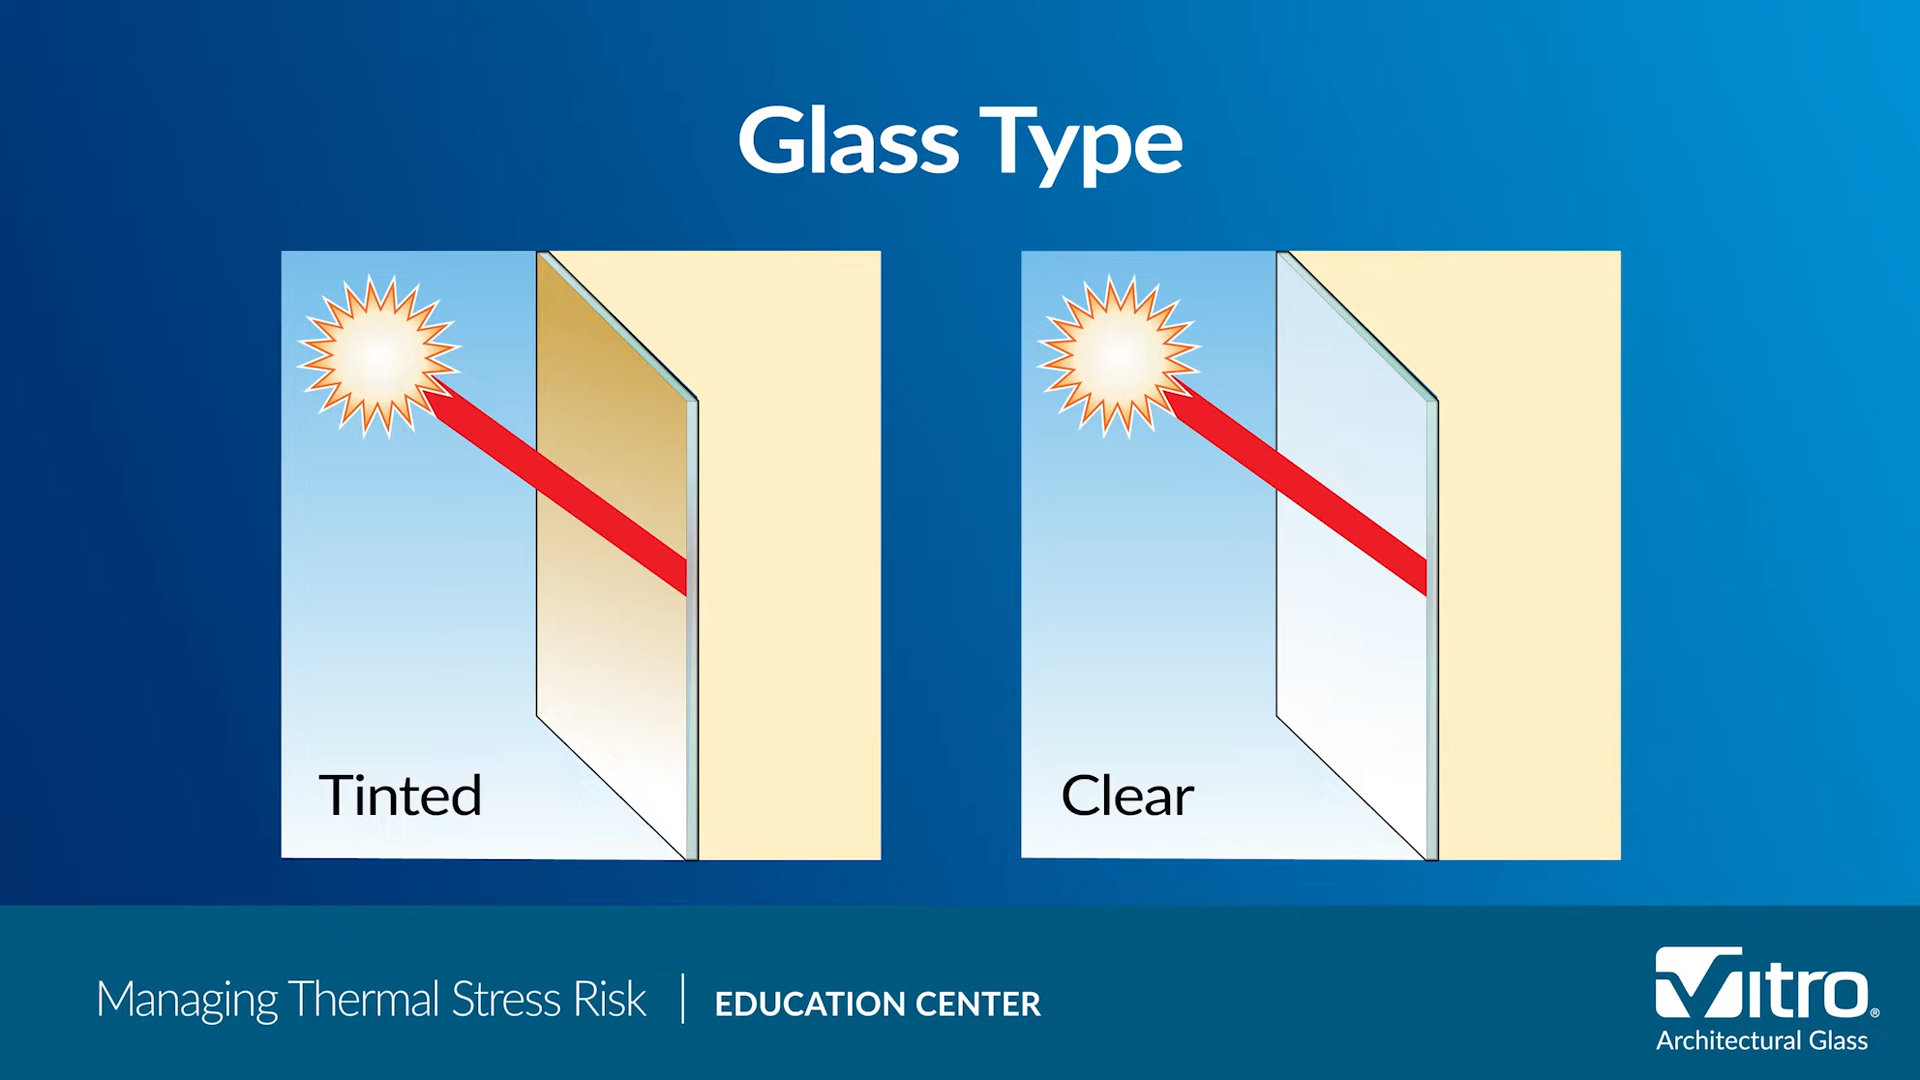 Glass Type
Tinted
Clear
Managing Thermal Stress Risk | EDUCATION CENTER
Vitro®
Architectural Glass